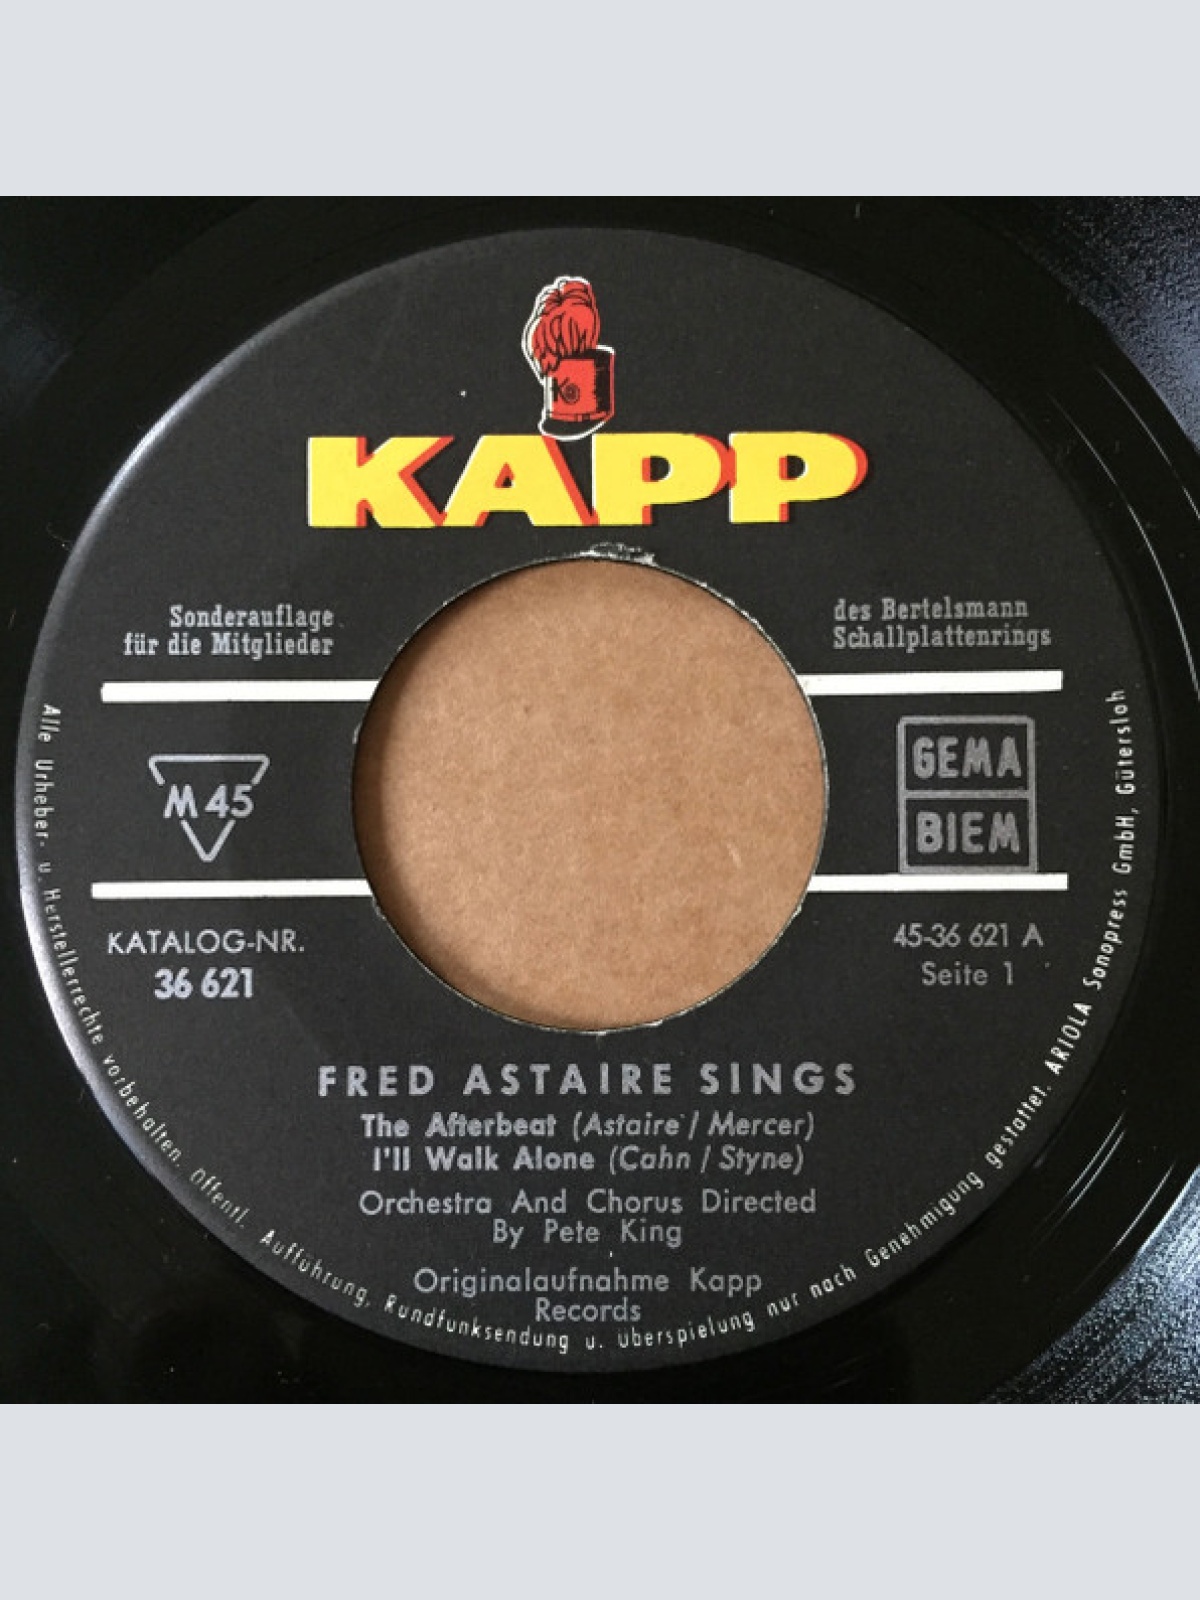 K
KAPP
Sonderauflage
für die Mitglieder
des Bertelsmann
Schallplattenrings
M 45
GEMA
BIEM
KATALOG-NR.
36 621
45-36 621 A
Seite 1
FRED ASTAIRE SINGS
The Afterbeat (Astaire / Mercer)
I'll Walk Alone (Cahn / Styne)
Orchestra And Chorus Directed
By Pete King
Originalaufnahme Kapp
Records
Alle Urheber- u. Herstellerrechte vorbehalten. Öffentl. Aufführung, Rundfunksendung u. Überspielung nur nach Genehmigung gestattet. ARIOLA Sonopress GmbH, Gütersloh